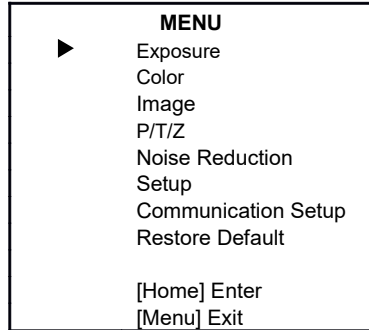 MENU
Exposure
Color
Image
P/T/Z
Noise Reduction
Setup
Communication Setup
Restore Default
[Home] Enter
[Menu] Exit